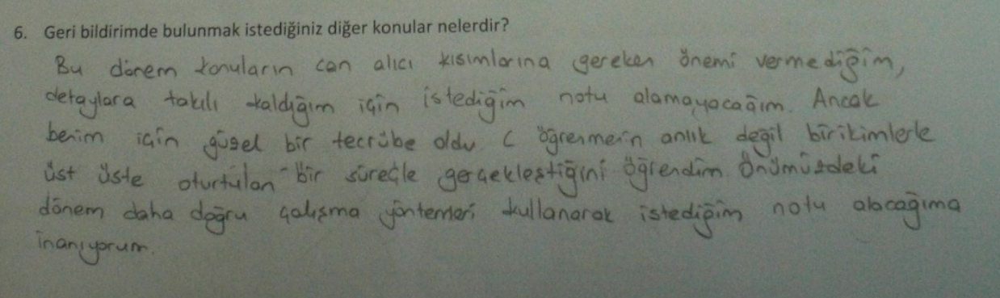 6. Geri bildirimde bulunmak istediğiniz diğer konular nelerdir?
Bu dönem konuların can alıcı kısımlarına gereken önemi vermediğim,
detaylara takılı kaldığım için istediğim notu alamayacağım. Ancak
benim için güzel bir tecrübe oldu. C öğrenmenin anlık değil birikimlerle
üst üste oturtulan bir süreçle gerçekleştiğini öğrendim. Önümüzdeki
dönem daha doğru çalışma yöntemleri kullanarak istediğim notu alacağıma
inanıyorum.